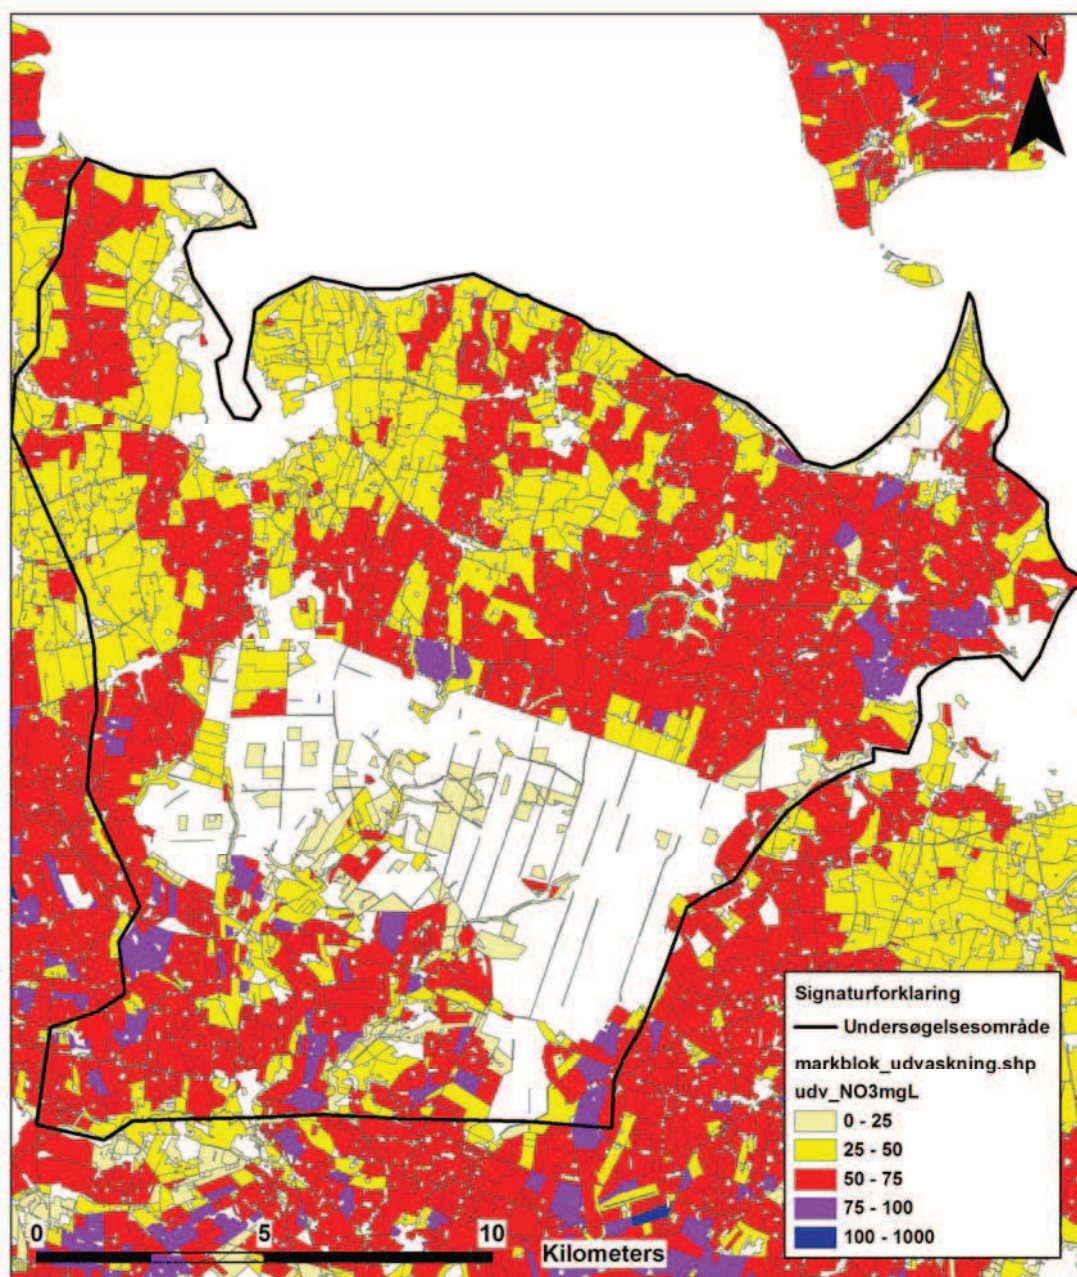 N
Signaturforklaring
Undersøgelsesområde
markblok_udvaskning.shp
udv_NO3mgL
0 - 25
25 - 50
50 - 75
75 - 100
100 - 1000
0 5 10
Kilometers